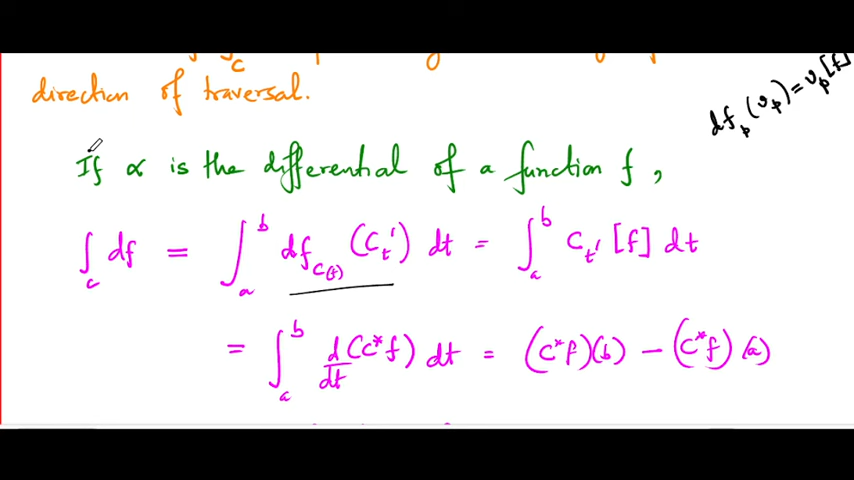 c
direction of traversal.
df_p (v_p) = v_p [f]
If α is the differential of a function f,
∫_c df = ∫_a^b df_{C(t)} (C_t') dt = ∫_a^b C_t' [f] dt
= ∫_a^b d/dt (C*f) dt = (C*f)(b) − (C*f)(a)